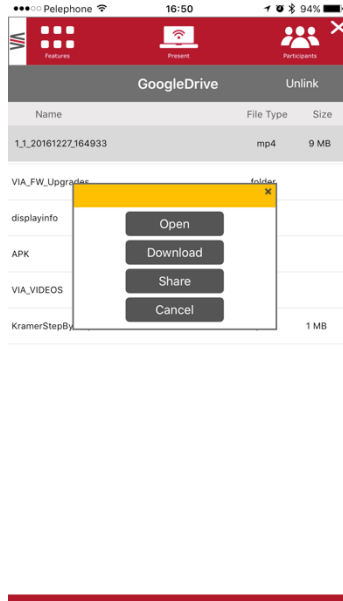 Pelephone 16:50 94%
Features Present Participants
GoogleDrive Unlink
Name File Type Size
1_1_20161227_164933 mp4 9 MB
VIA_FW_Upgrades folder
displayinfo
Open
APK
Download
VIA_VIDEOS
Share
Cancel
KramerStepBy 1 MB